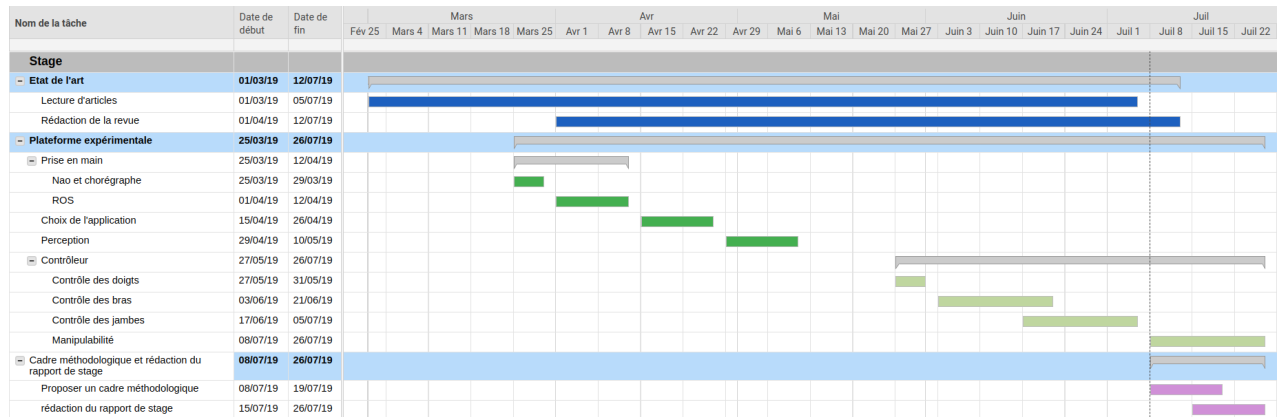 Nom de la tâche Date de début Date de fin Mars Avr Mai Juin Juil
Fév 25 Mars 4 Mars 11 Mars 18 Mars 25 Avr 1 Avr 8 Avr 15 Avr 22 Avr 29 Mai 6 Mai 13 Mai 20 Mai 27 Juin 3 Juin 10 Juin 17 Juin 24 Juil 1 Juil 8 Juil 15 Juil 22
Stage
Etat de l'art 01/03/19 12/07/19
Lecture d'articles 01/03/19 05/07/19
Rédaction de la revue 01/04/19 12/07/19
Plateforme expérimentale 25/03/19 26/07/19
Prise en main 25/03/19 12/04/19
Nao et chorégraphe 25/03/19 29/03/19
ROS 01/04/19 12/04/19
Choix de l'application 15/04/19 26/04/19
Perception 29/04/19 10/05/19
Contrôleur 27/05/19 26/07/19
Contrôle des doigts 27/05/19 31/05/19
Contrôle des bras 03/06/19 21/06/19
Contrôle des jambes 17/06/19 05/07/19
Manipulabilité 08/07/19 26/07/19
Cadre méthodologique et rédaction du 08/07/19 26/07/19
rapport de stage
Proposer un cadre méthodologique 08/07/19 19/07/19
rédaction du rapport de stage 15/07/19 26/07/19